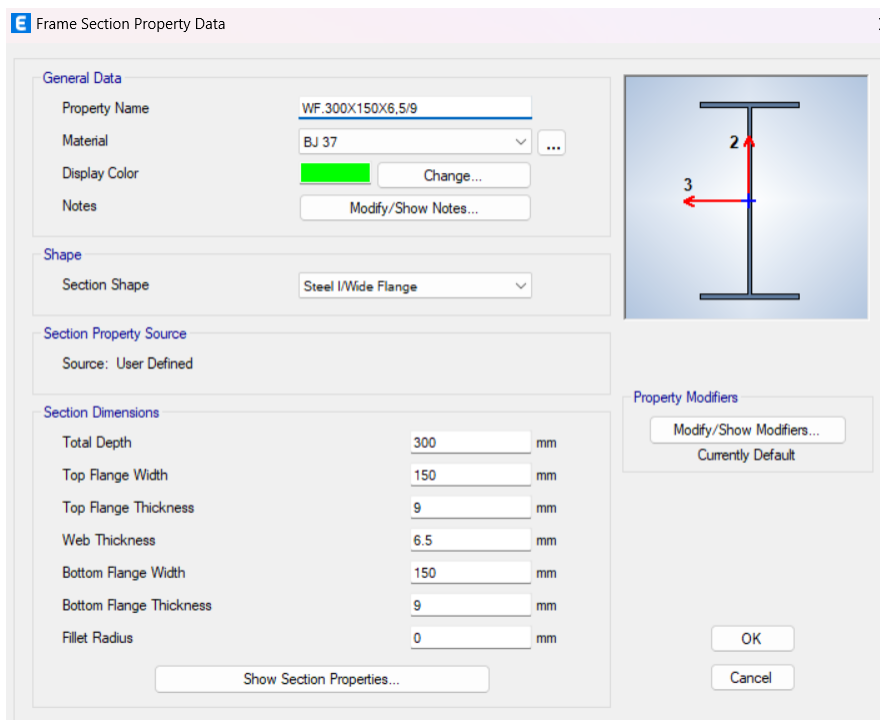 E Frame Section Property Data
General Data
Property Name WF.300X150X6,5/9
Material BJ 37 ...
Display Color Change...
Notes Modify/Show Notes...
Shape
Section Shape Steel I/Wide Flange
Section Property Source
Source: User Defined
Section Dimensions
Total Depth 300 mm
Top Flange Width 150 mm
Top Flange Thickness 9 mm
Web Thickness 6.5 mm
Bottom Flange Width 150 mm
Bottom Flange Thickness 9 mm
Fillet Radius 0 mm
Show Section Properties...
2
3
Property Modifiers
Modify/Show Modifiers...
Currently Default
OK
Cancel